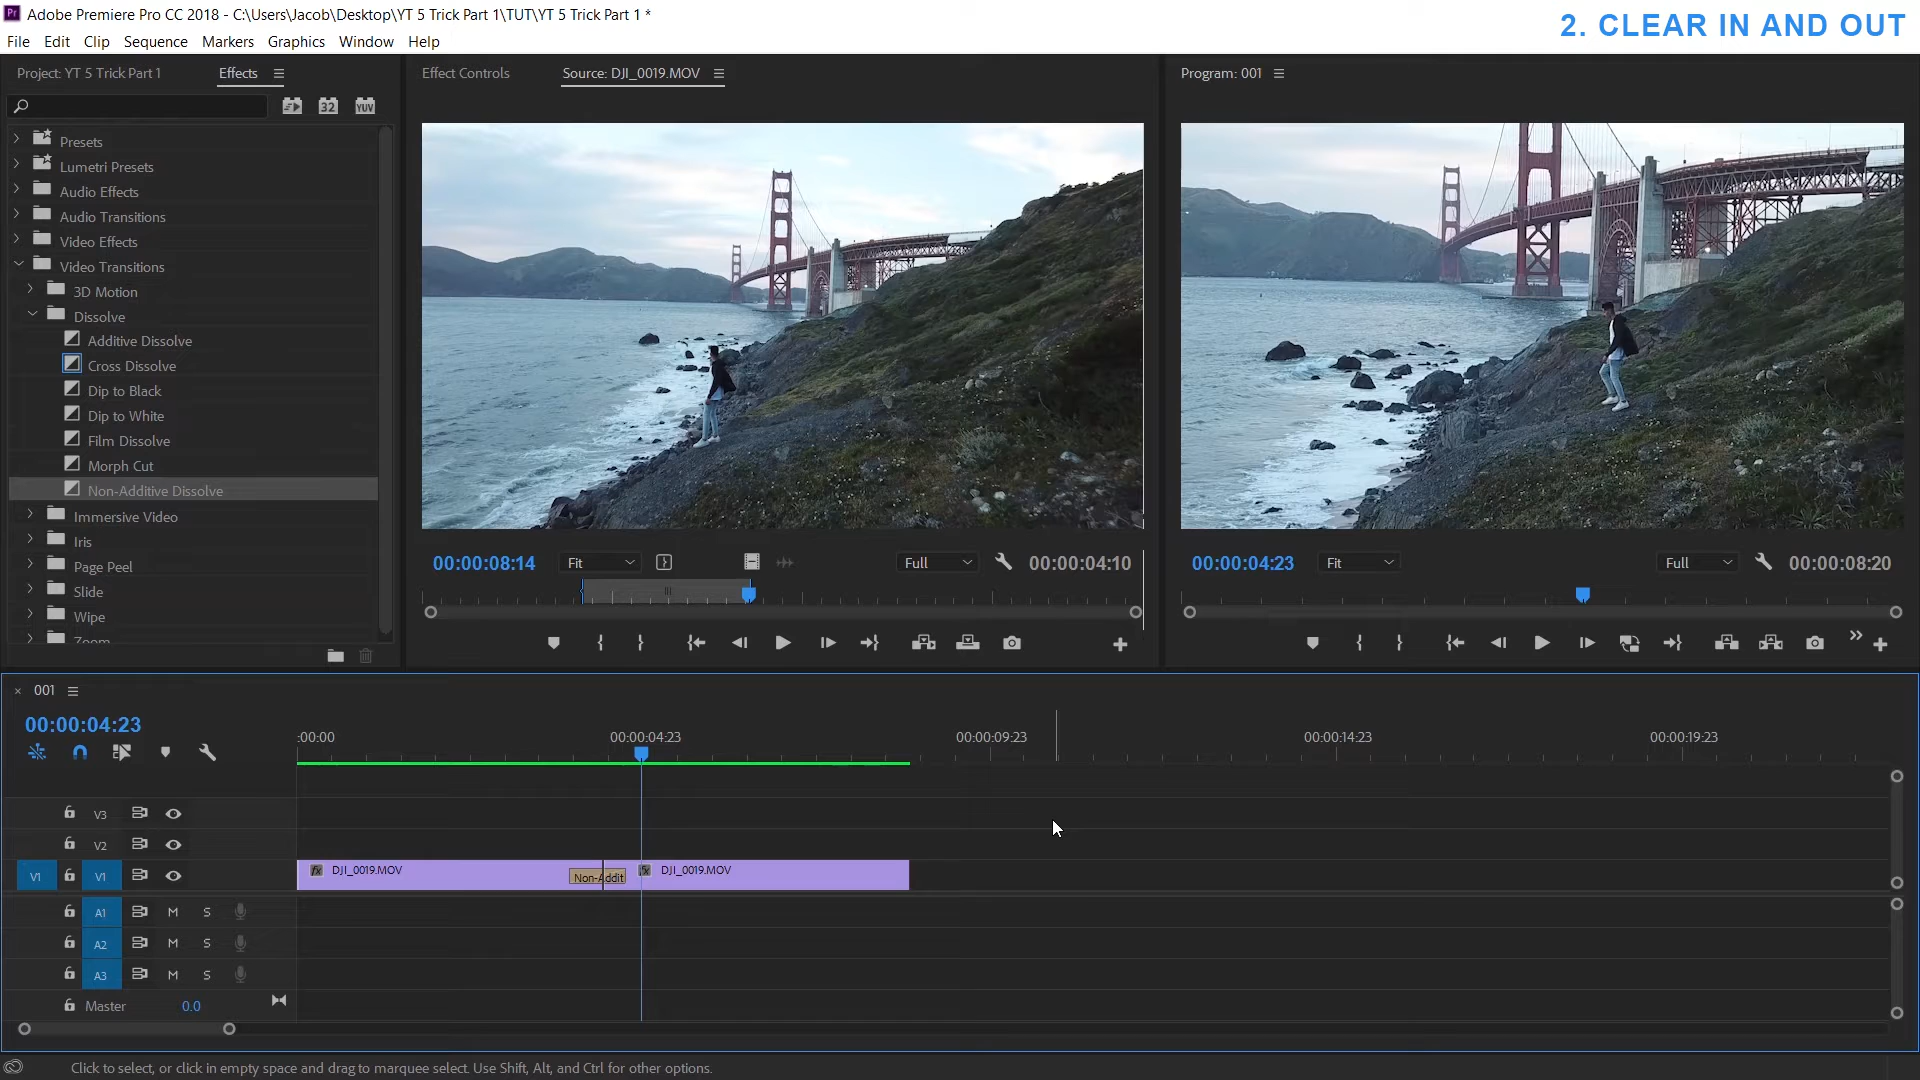 Pr Adobe Premiere Pro CC 2018 - C:\Users\Jacob\Desktop\YT 5 Trick Part 1\TUT\YT 5 Trick Part 1 *
2. CLEAR IN AND OUT
File Edit Clip Sequence Markers Graphics Window Help
Project: YT 5 Trick Part 1
Effects
Effect Controls
Source: DJI_0019.MOV
Program: 001
32
YUV
Presets
Lumetri Presets
Audio Effects
Audio Transitions
Video Effects
Video Transitions
3D Motion
Dissolve
Additive Dissolve
Cross Dissolve
Dip to Black
Dip to White
Film Dissolve
Morph Cut
Non-Additive Dissolve
Immersive Video
Iris
Page Peel
Slide
Wipe
Zoom
00:00:08:14
Fit
Full
00:00:04:10
00:00:04:23
Fit
Full
00:00:08:20
× 001
00:00:04:23
:00:00
00:00:04:23
00:00:09:23
00:00:14:23
00:00:19:23
V3
V2
V1 V1
fx DJI_0019.MOV
Non-Addit
fx DJI_0019.MOV
A1 M S
A2 M S
A3 M S
Master 0.0
Click to select, or click in empty space and drag to marquee select. Use Shift, Alt, and Ctrl for other options.